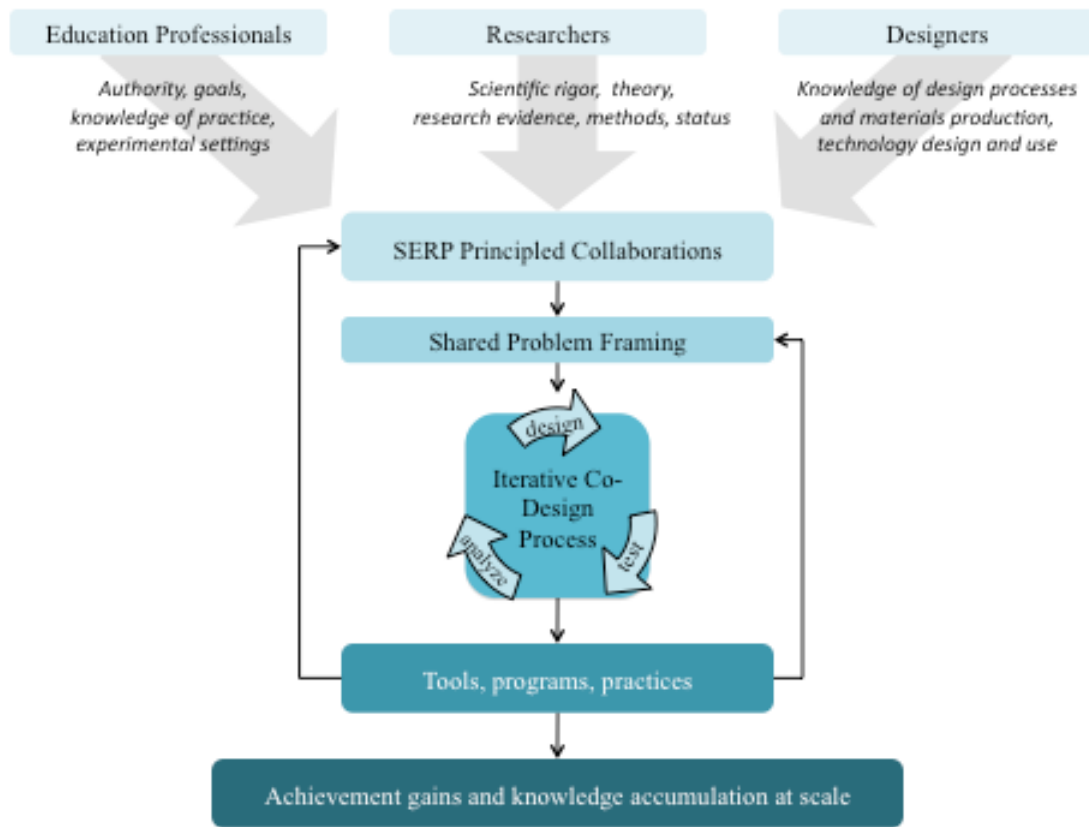 Education Professionals
Researchers
Designers
Authority, goals,
knowledge of practice,
experimental settings
Scientific rigor, theory,
research evidence, methods, status
Knowledge of design processes
and materials production,
technology design and use
SERP Principled Collaborations
Shared Problem Framing
design
Iterative Co-
Design
Process
test
analyze
Tools, programs, practices
Achievement gains and knowledge accumulation at scale